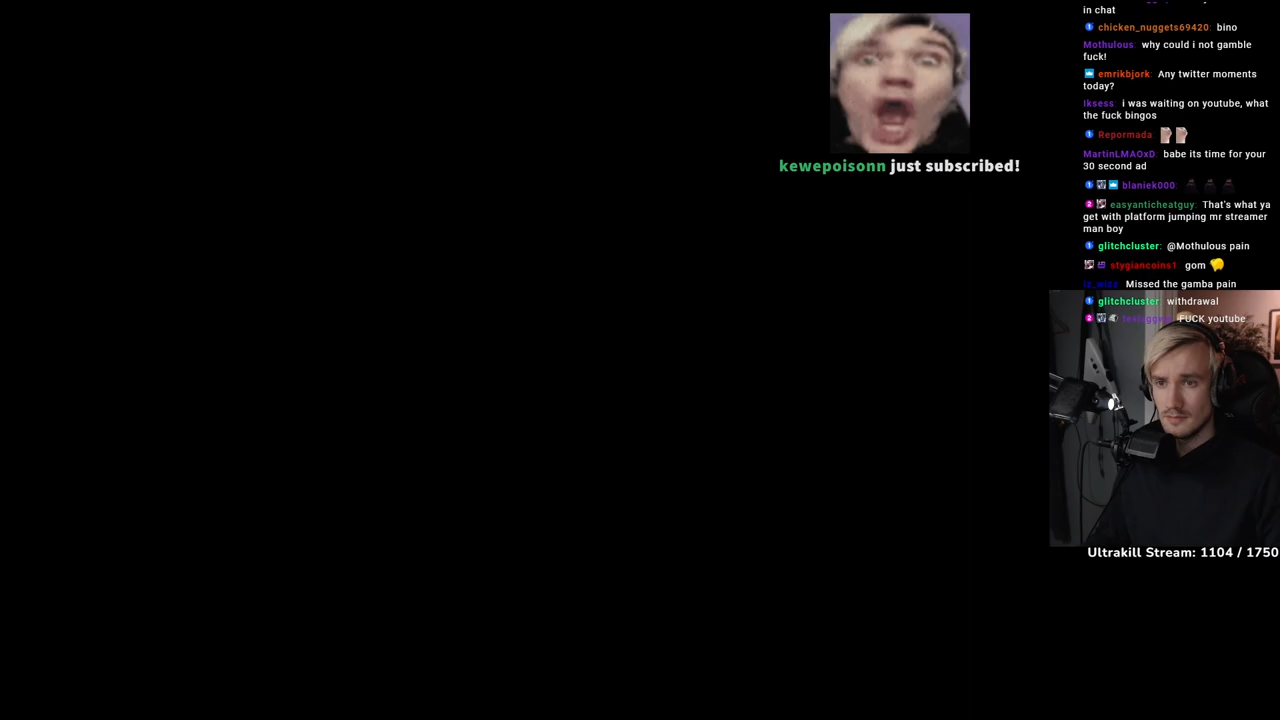 in chat
chicken_nuggets69420: bino
Mothulous: why could i not gamble
fuck!
emrikbjork: Any twitter moments
today?
Iksess: i was waiting on youtube, what
the fuck bingos
Repormada
MartinLMAOxD: babe its time for your
30 second ad
blaniek000:
easyanticheatguy: That's what ya
get with platform jumping mr streamer
man boy
glitchcluster: @Mothulous pain
stygiancoins1: gom
Missed the gamba pain
glitchcluster: withdrawal
FUCK youtube
kewepoisonn just subscribed!
Ultrakill Stream: 1104 / 1750